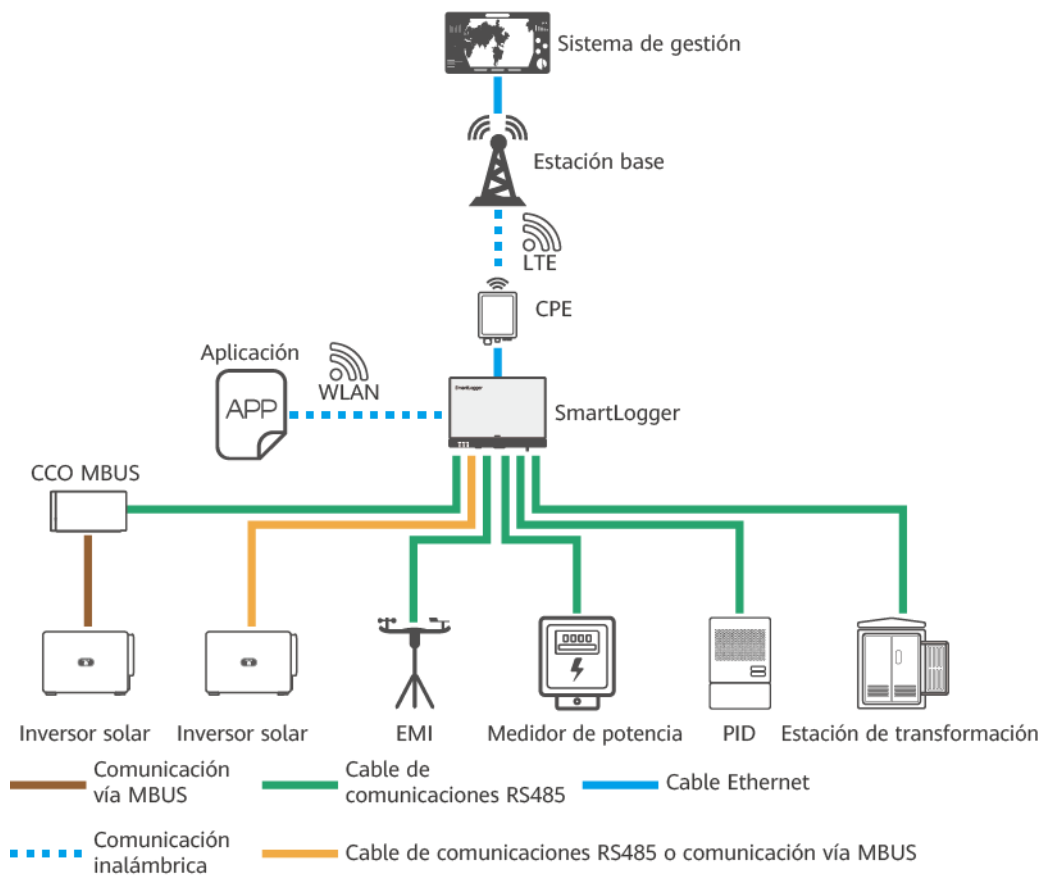 Sistema de gestión
Estación base
LTE
CPE
Aplicación
WLAN
APP
SmartLogger
SmartLogger
CCO MBUS
Inversor solar
Inversor solar
EMI
Medidor de potencia
PID
Estación de transformación
Comunicación
vía MBUS
Cable de
comunicaciones RS485
Cable Ethernet
Comunicación
inalámbrica
Cable de comunicaciones RS485 o comunicación vía MBUS